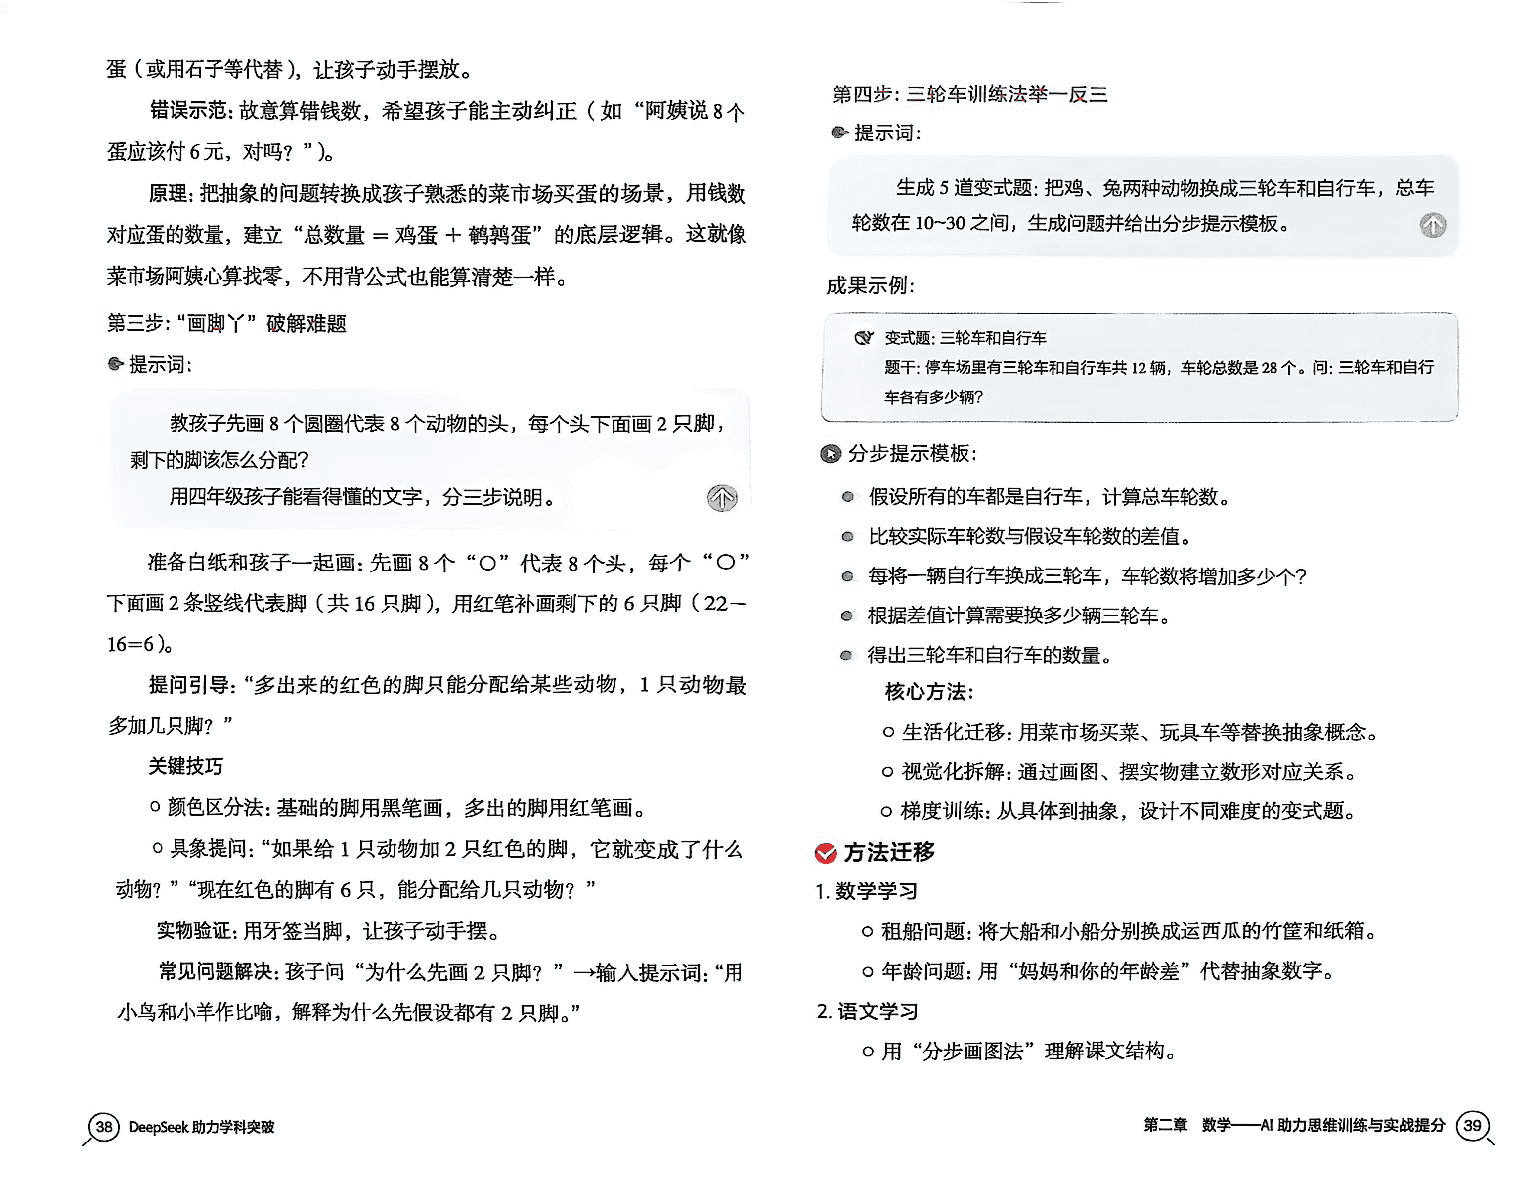 蛋（或用石子等代替），让孩子动手摆放。
错误示范：故意算错钱数，希望孩子能主动纠正（如“阿姨说8个
蛋应该付6元，对吗？”）。
原理：把抽象的问题转换成孩子熟悉的菜市场买蛋的场景，用钱数
对应蛋的数量，建立“总数量 = 鸡蛋 + 鹌鹑蛋”的底层逻辑。这就像
菜市场阿姨心算找零，不用背公式也能算清楚一样。
第三步：“画脚丫”破解难题
提示词：
教孩子先画 8 个圆圈代表 8 个动物的头，每个头下面画 2 只脚，
剩下的脚该怎么分配？
用四年级孩子能看得懂的文字，分三步说明。
准备白纸和孩子一起画：先画 8 个“○”代表 8 个头，每个“○”
下面画 2 条竖线代表脚（共 16 只脚），用红笔补画剩下的 6 只脚（22－
16=6）。
提问引导：“多出来的红色的脚只能分配给某些动物，1 只动物最
多加几只脚？”
关键技巧
○ 颜色区分法：基础的脚用黑笔画，多出的脚用红笔画。
○ 具象提问：“如果给 1 只动物加 2 只红色的脚，它就变成了什么
动物？”“现在红色的脚有 6 只，能分配给几只动物？”
实物验证：用牙签当脚，让孩子动手摆。
常见问题解决：孩子问“为什么先画 2 只脚？”→输入提示词：“用
小鸟和小羊作比喻，解释为什么先假设都有 2 只脚。”
38 DeepSeek 助力学科突破
第四步：三轮车训练法举一反三
提示词：
生成 5 道变式题：把鸡、兔两种动物换成三轮车和自行车，总车
轮数在 10~30 之间，生成问题并给出分步提示模板。
成果示例：
变式题：三轮车和自行车
题干：停车场里有三轮车和自行车共 12 辆，车轮总数是 28 个。问：三轮车和自行
车各有多少辆？
分步提示模板：
● 假设所有的车都是自行车，计算总车轮数。
● 比较实际车轮数与假设车轮数的差值。
● 每将一辆自行车换成三轮车，车轮数将增加多少个？
● 根据差值计算需要换多少辆三轮车。
● 得出三轮车和自行车的数量。
核心方法：
○ 生活化迁移：用菜市场买菜、玩具车等替换抽象概念。
○ 视觉化拆解：通过画图、摆实物建立数形对应关系。
○ 梯度训练：从具体到抽象，设计不同难度的变式题。
方法迁移
1. 数学学习
○ 租船问题：将大船和小船分别换成运西瓜的竹筐和纸箱。
○ 年龄问题：用“妈妈和你的年龄差”代替抽象数字。
2. 语文学习
○ 用“分步画图法”理解课文结构。
第二章 数学——AI 助力思维训练与实战提分 39